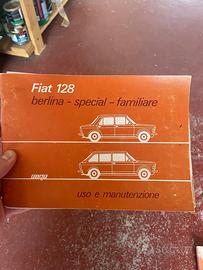 Fiat 128
berlina - special - familiare
uso e manutenzione